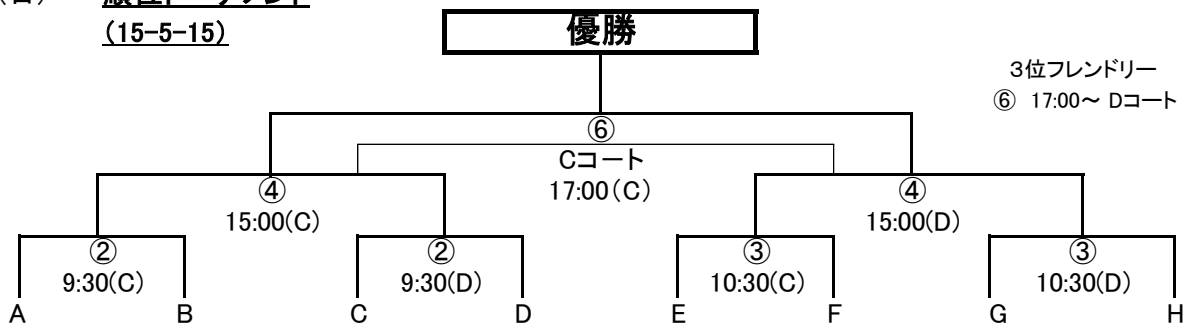 (15-5-15)
優勝
3位フレンドリー
⑥ 17:00～ Dコート
⑥
Cコート
17:00(C)
④
15:00(C)
④
15:00(D)
②
9:30(C)
②
9:30(D)
③
10:30(C)
③
10:30(D)
A B C D E F G H